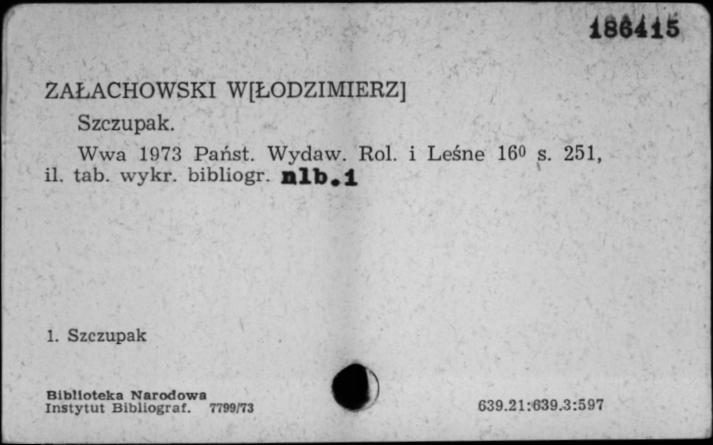 186415
ZAŁACHOWSKI W[ŁODZIMIERZ]
Szczupak.
Wwa 1973 Państ. Wydaw. Rol. i Leśne 16⁰ s. 251,
il. tab. wykr. bibliogr. nlb.1
1. Szczupak
Biblioteka Narodowa
Instytut Bibliograf. 7799/73
639.21:639.3:597